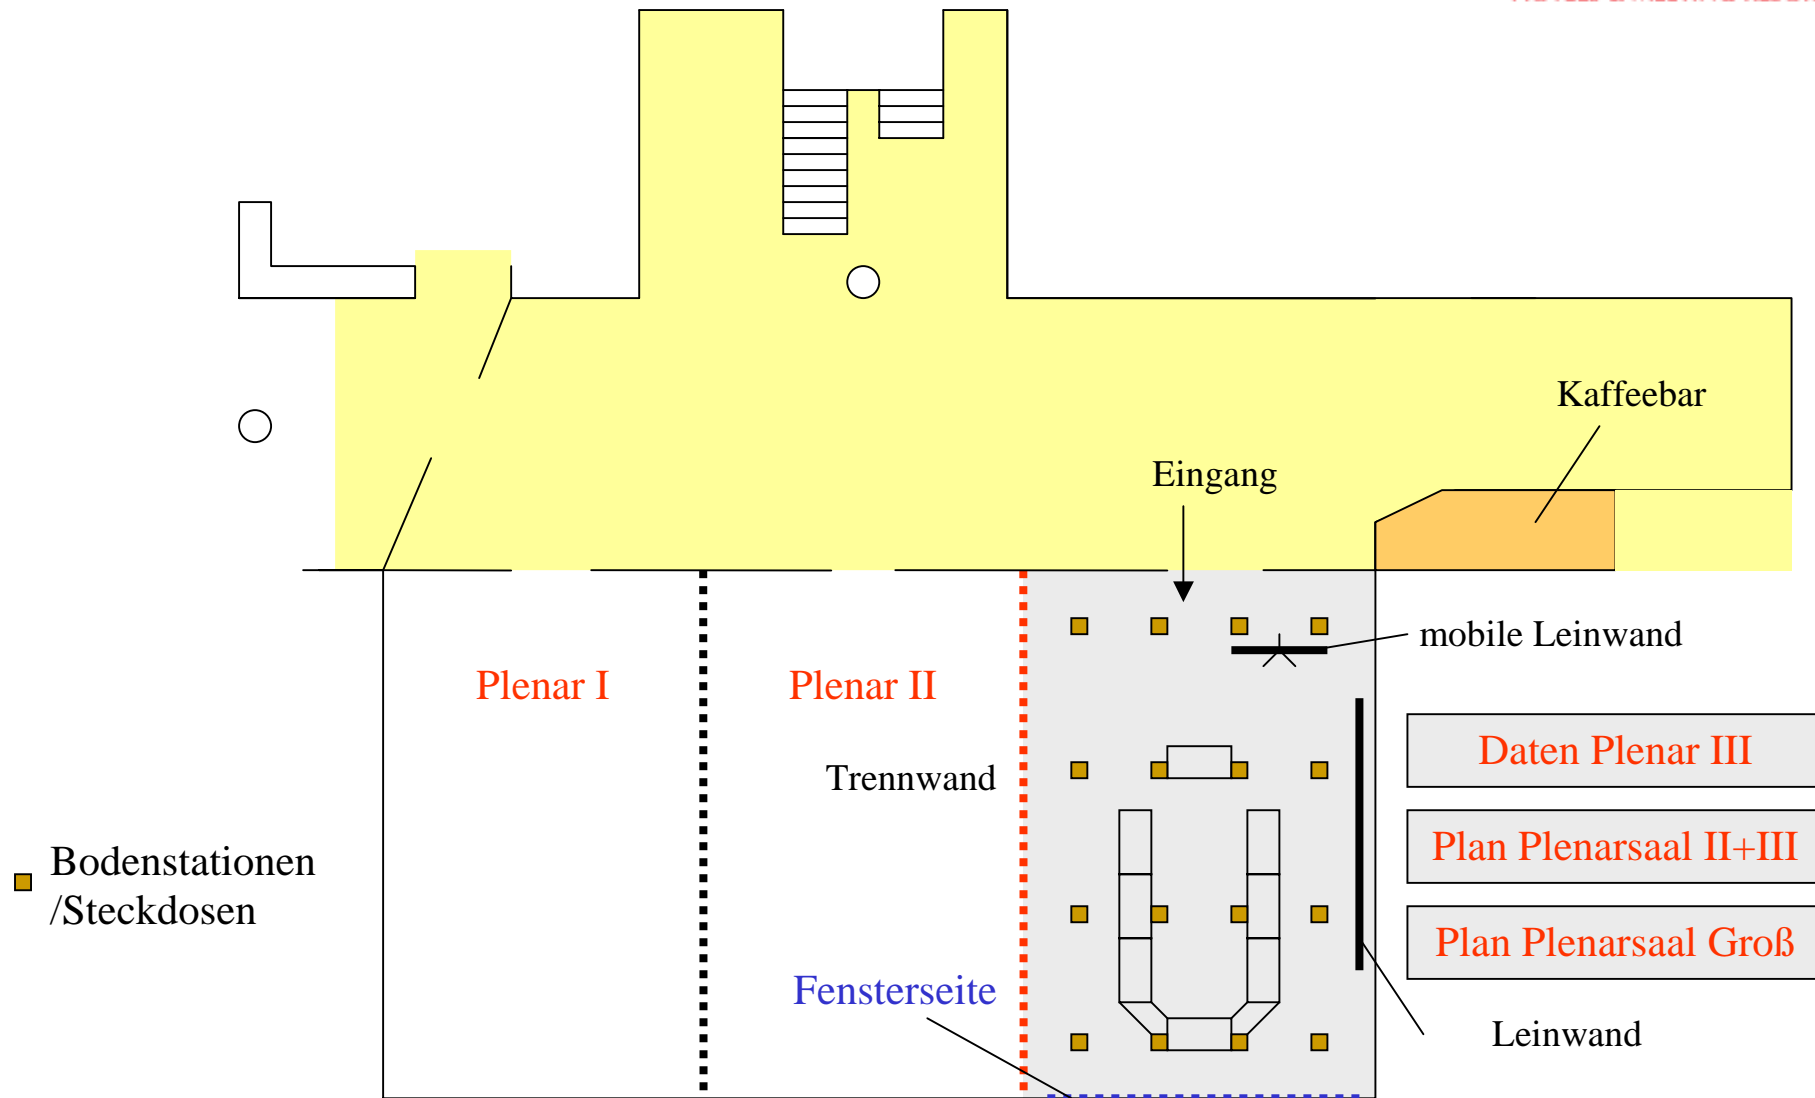 Kaffeebar
Eingang
mobile Leinwand
Plenar I
Plenar II
Daten Plenar III
Trennwand
Plan Plenarsaal II+III
Bodenstationen
/Steckdosen
Plan Plenarsaal Groß
Fensterseite
Leinwand